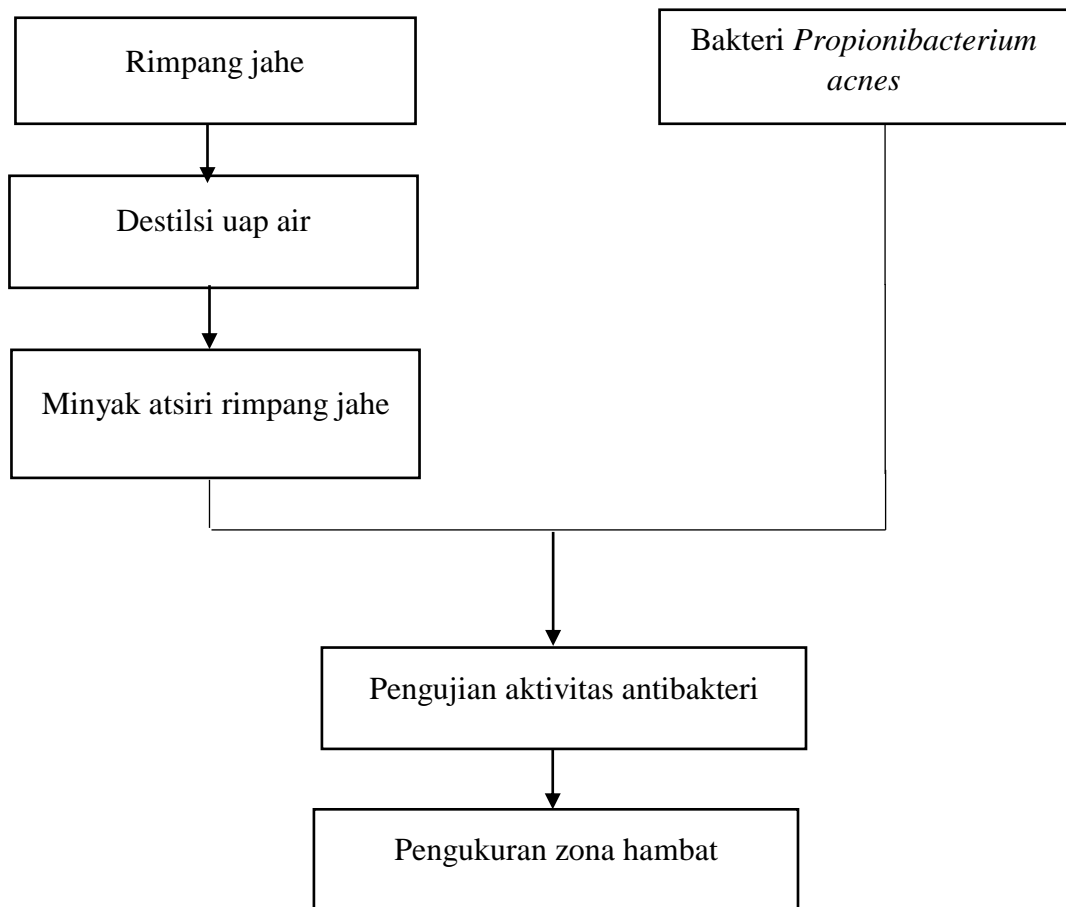 Rimpang jahe
Bakteri Propionibacterium
acnes
Destilsi uap air
Minyak atsiri rimpang jahe
Pengujian aktivitas antibakteri
Pengukuran zona hambat